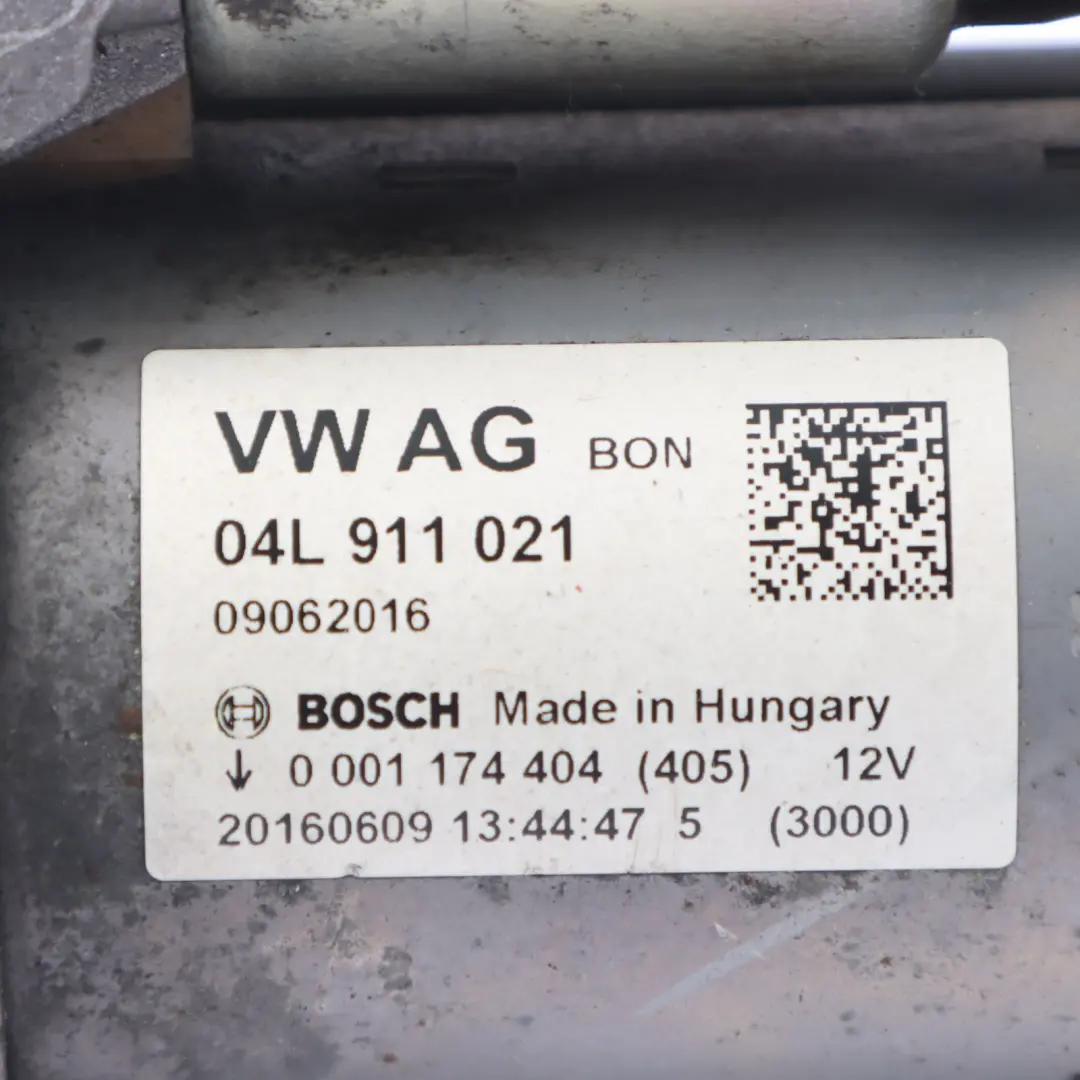 VW AG BON
04L 911 021
09062016
BOSCH Made in Hungary
↓ 0 001 174 404 (405) 12V
20160609 13:44:47 5 (3000)